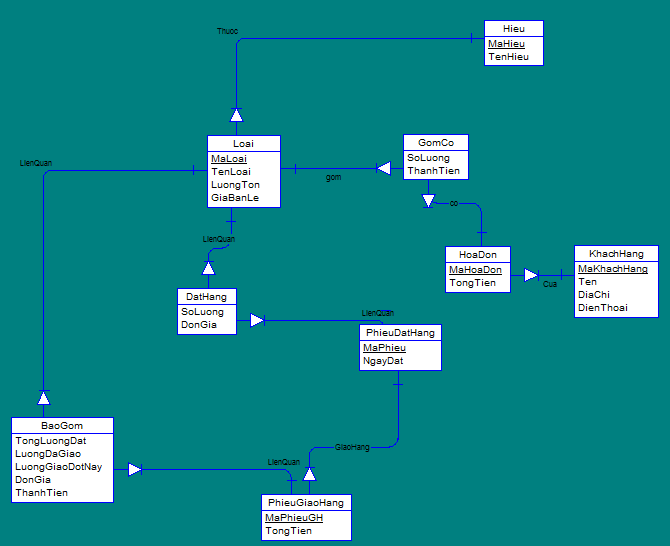 Hieu
MaHieu
TenHieu
Thuoc
Loai
MaLoai
TenLoai
LuongTon
GiaBanLe
GomCo
SoLuong
ThanhTien
LienQuan
gom
co
LienQuan
HoaDon
MaHoaDon
TongTien
Cua
KhachHang
MaKhachHang
Ten
DiaChi
DienThoai
DatHang
SoLuong
DonGia
LienQuan
PhieuDatHang
MaPhieu
NgayDat
BaoGom
TongLuongDat
LuongDaGiao
LuongGiaoDotNay
DonGia
ThanhTien
GiaoHang
LienQuan
PhieuGiaoHang
MaPhieuGH
TongTien